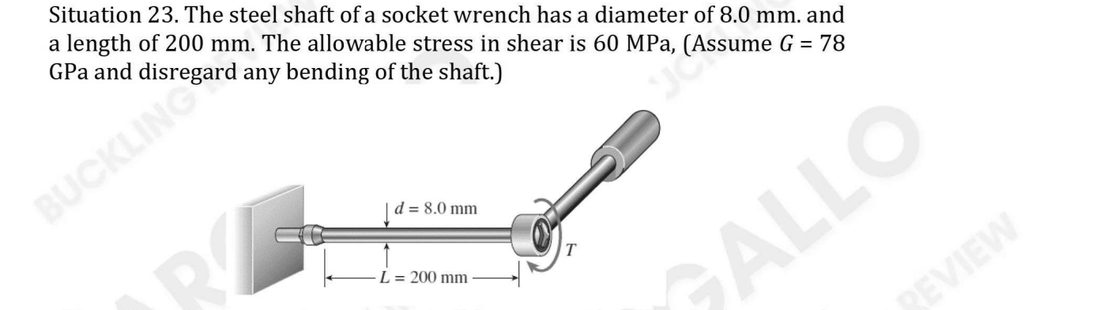 Situation 23. The steel shaft of a socket wrench has a diameter of 8.0 mm. and
a length of 200 mm. The allowable stress in shear is 60 MPa, (Assume G = 78
GPa and disregard any bending of the shaft.)
d = 8.0 mm
T
L = 200 mm
BUCKLING
GALLO
REVIEW